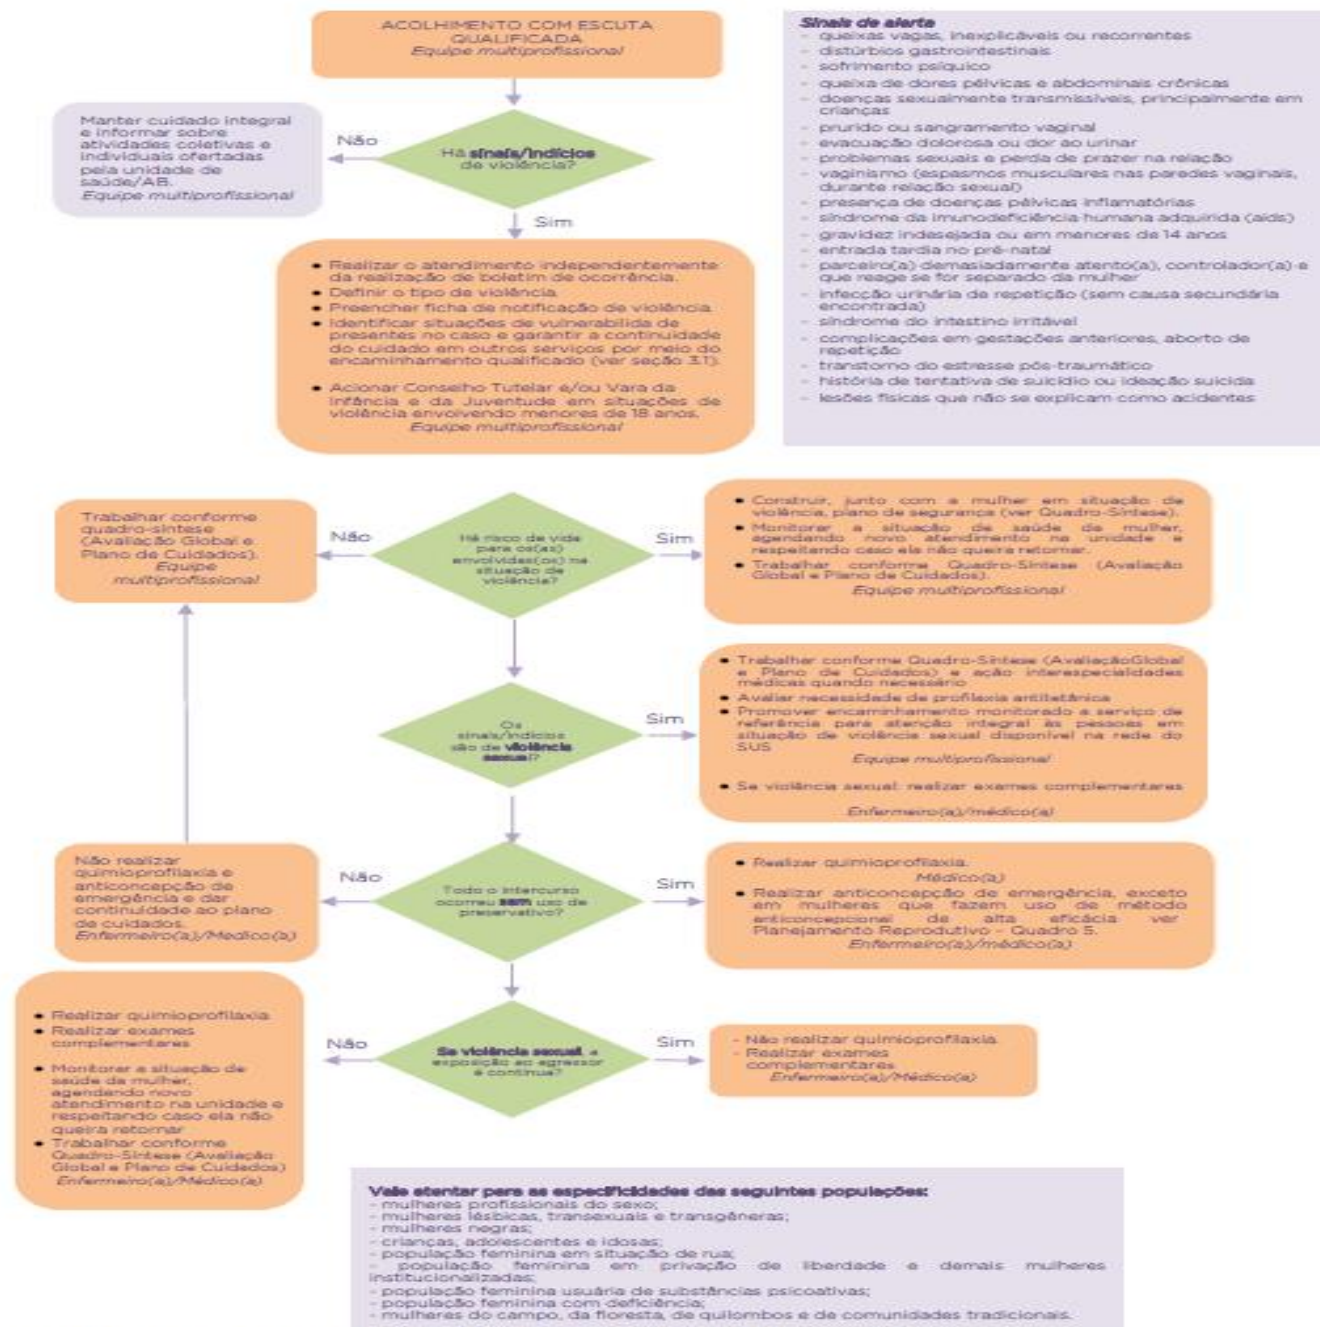 ACOLHIMENTO COM ESCUTA
QUALIFICADA
Equipe multiprofissional
Manter cuidado integral
e informar sobre
atividades coletivas e
individuais ofertadas
pela unidade de
saúde/AB.
Equipe multiprofissional
Não
Há sinais/indícios
de violência?
Sim
• Realizar o atendimento independentemente
da realização de boletim de ocorrência.
• Definir o tipo de violência.
• Preencher ficha de notificação de violência.
• Identificar situações de vulnerabilida de
presentes no caso e garantir a continuidade
do cuidado em outros serviços por meio do
encaminhamento qualificado (ver seção 3.1).
• Acionar Conselho Tutelar e/ou Vara da
Infância e da Juventude em situações de
violência envolvendo menores de 18 anos.
Equipe multiprofissional
Sinais de alerta
- queixas vagas, inexplicáveis ou recorrentes
- distúrbios gastrointestinais
- sofrimento psíquico
- queixa de dores pélvicas e abdominais crônicas
- doenças sexualmente transmissíveis, principalmente em
crianças
- prurido ou sangramento vaginal
- evacuação dolorosa ou dor ao urinar
- problemas sexuais e perda de prazer na relação
- vaginismo (espasmos musculares nas paredes vaginais,
durante relação sexual)
- presença de doenças pélvicas inflamatórias
- síndrome da imunodeficiência humana adquirida (aids)
- gravidez indesejada ou em menores de 14 anos
- entrada tardia no pré-natal
- parceiro(a) demasiadamente atento(a), controlador(a) e
que reage se for separado da mulher
- infecção urinária de repetição (sem causa secundária
encontrada)
- síndrome do intestino irritável
- complicações em gestações anteriores, aborto de
repetição
- transtorno do estresse pós-traumático
- história de tentativa de suicídio ou ideação suicida
- lesões físicas que não se explicam como acidentes
Trabalhar conforme
quadro-síntese
(Avaliação Global e
Plano de Cuidados).
Equipe
multiprofissional
Não
Há risco de vida
para os(as)
envolvidas(os) na
situação de
violência?
Sim
• Construir, junto com a mulher em situação de
violência, plano de segurança (ver Quadro-Síntese).
• Monitorar a situação de saúde da mulher,
agendando novo atendimento na unidade e
respeitando caso ela não queira retornar.
• Trabalhar conforme Quadro-Síntese (Avaliação
Global e Plano de Cuidados).
Equipe multiprofissional
Os
sinais/indícios
são de violência
sexual?
Sim
• Trabalhar conforme Quadro-Síntese (AvaliaçãoGlobal
e Plano de Cuidados) e ação interespecialidades
médicas quando necessário
• Avaliar necessidade de profilaxia antitetânica
• Promover encaminhamento monitorado a serviço de
referência para atenção integral às pessoas em
situação de violência sexual disponível na rede do
SUS
Equipe multiprofissional
• Se violência sexual: realizar exames complementares
Enfermeiro(a)/médico(a)
Não realizar
quimioprofilaxia e
anticoncepção de
emergência e dar
continuidade ao plano
de cuidados.
Enfermeiro(a)/Médico(a)
Não
Todo o intercurso
ocorreu sem uso de
preservativo?
Sim
• Realizar quimioprofilaxia.
Médico(a)
• Realizar anticoncepção de emergência, exceto
em mulheres que fazem uso de método
anticoncepcional de alta eficácia ver
Planejamento Reprodutivo - Quadro 5.
Enfermeiro(a)/médico(a)
• Realizar quimioprofilaxia
• Realizar exames
complementares
• Monitorar a situação de
saúde da mulher,
agendando novo
atendimento na unidade e
respeitando caso ela não
queira retornar
• Trabalhar conforme
Quadro-Síntese (Avaliação
Global e Plano de Cuidados)
Enfermeiro(a)/Médico(a)
Não
Se violência sexual, a
exposição ao agressor
é contínua?
Sim
- Não realizar quimioprofilaxia
- Realizar exames
complementares
Enfermeiro(a)/Médico(a)
Vale atentar para as especificidades das seguintes populações:
- mulheres profissionais do sexo;
- mulheres lésbicas, transexuais e transgêneras;
- mulheres negras;
- crianças, adolescentes e idosas;
- população feminina em situação de rua;
- população feminina em privação de liberdade e demais mulheres
institucionalizadas;
- população feminina usuária de substâncias psicoativas;
- população feminina com deficiência;
- mulheres do campo, da floresta, de quilombos e de comunidades tradicionais.